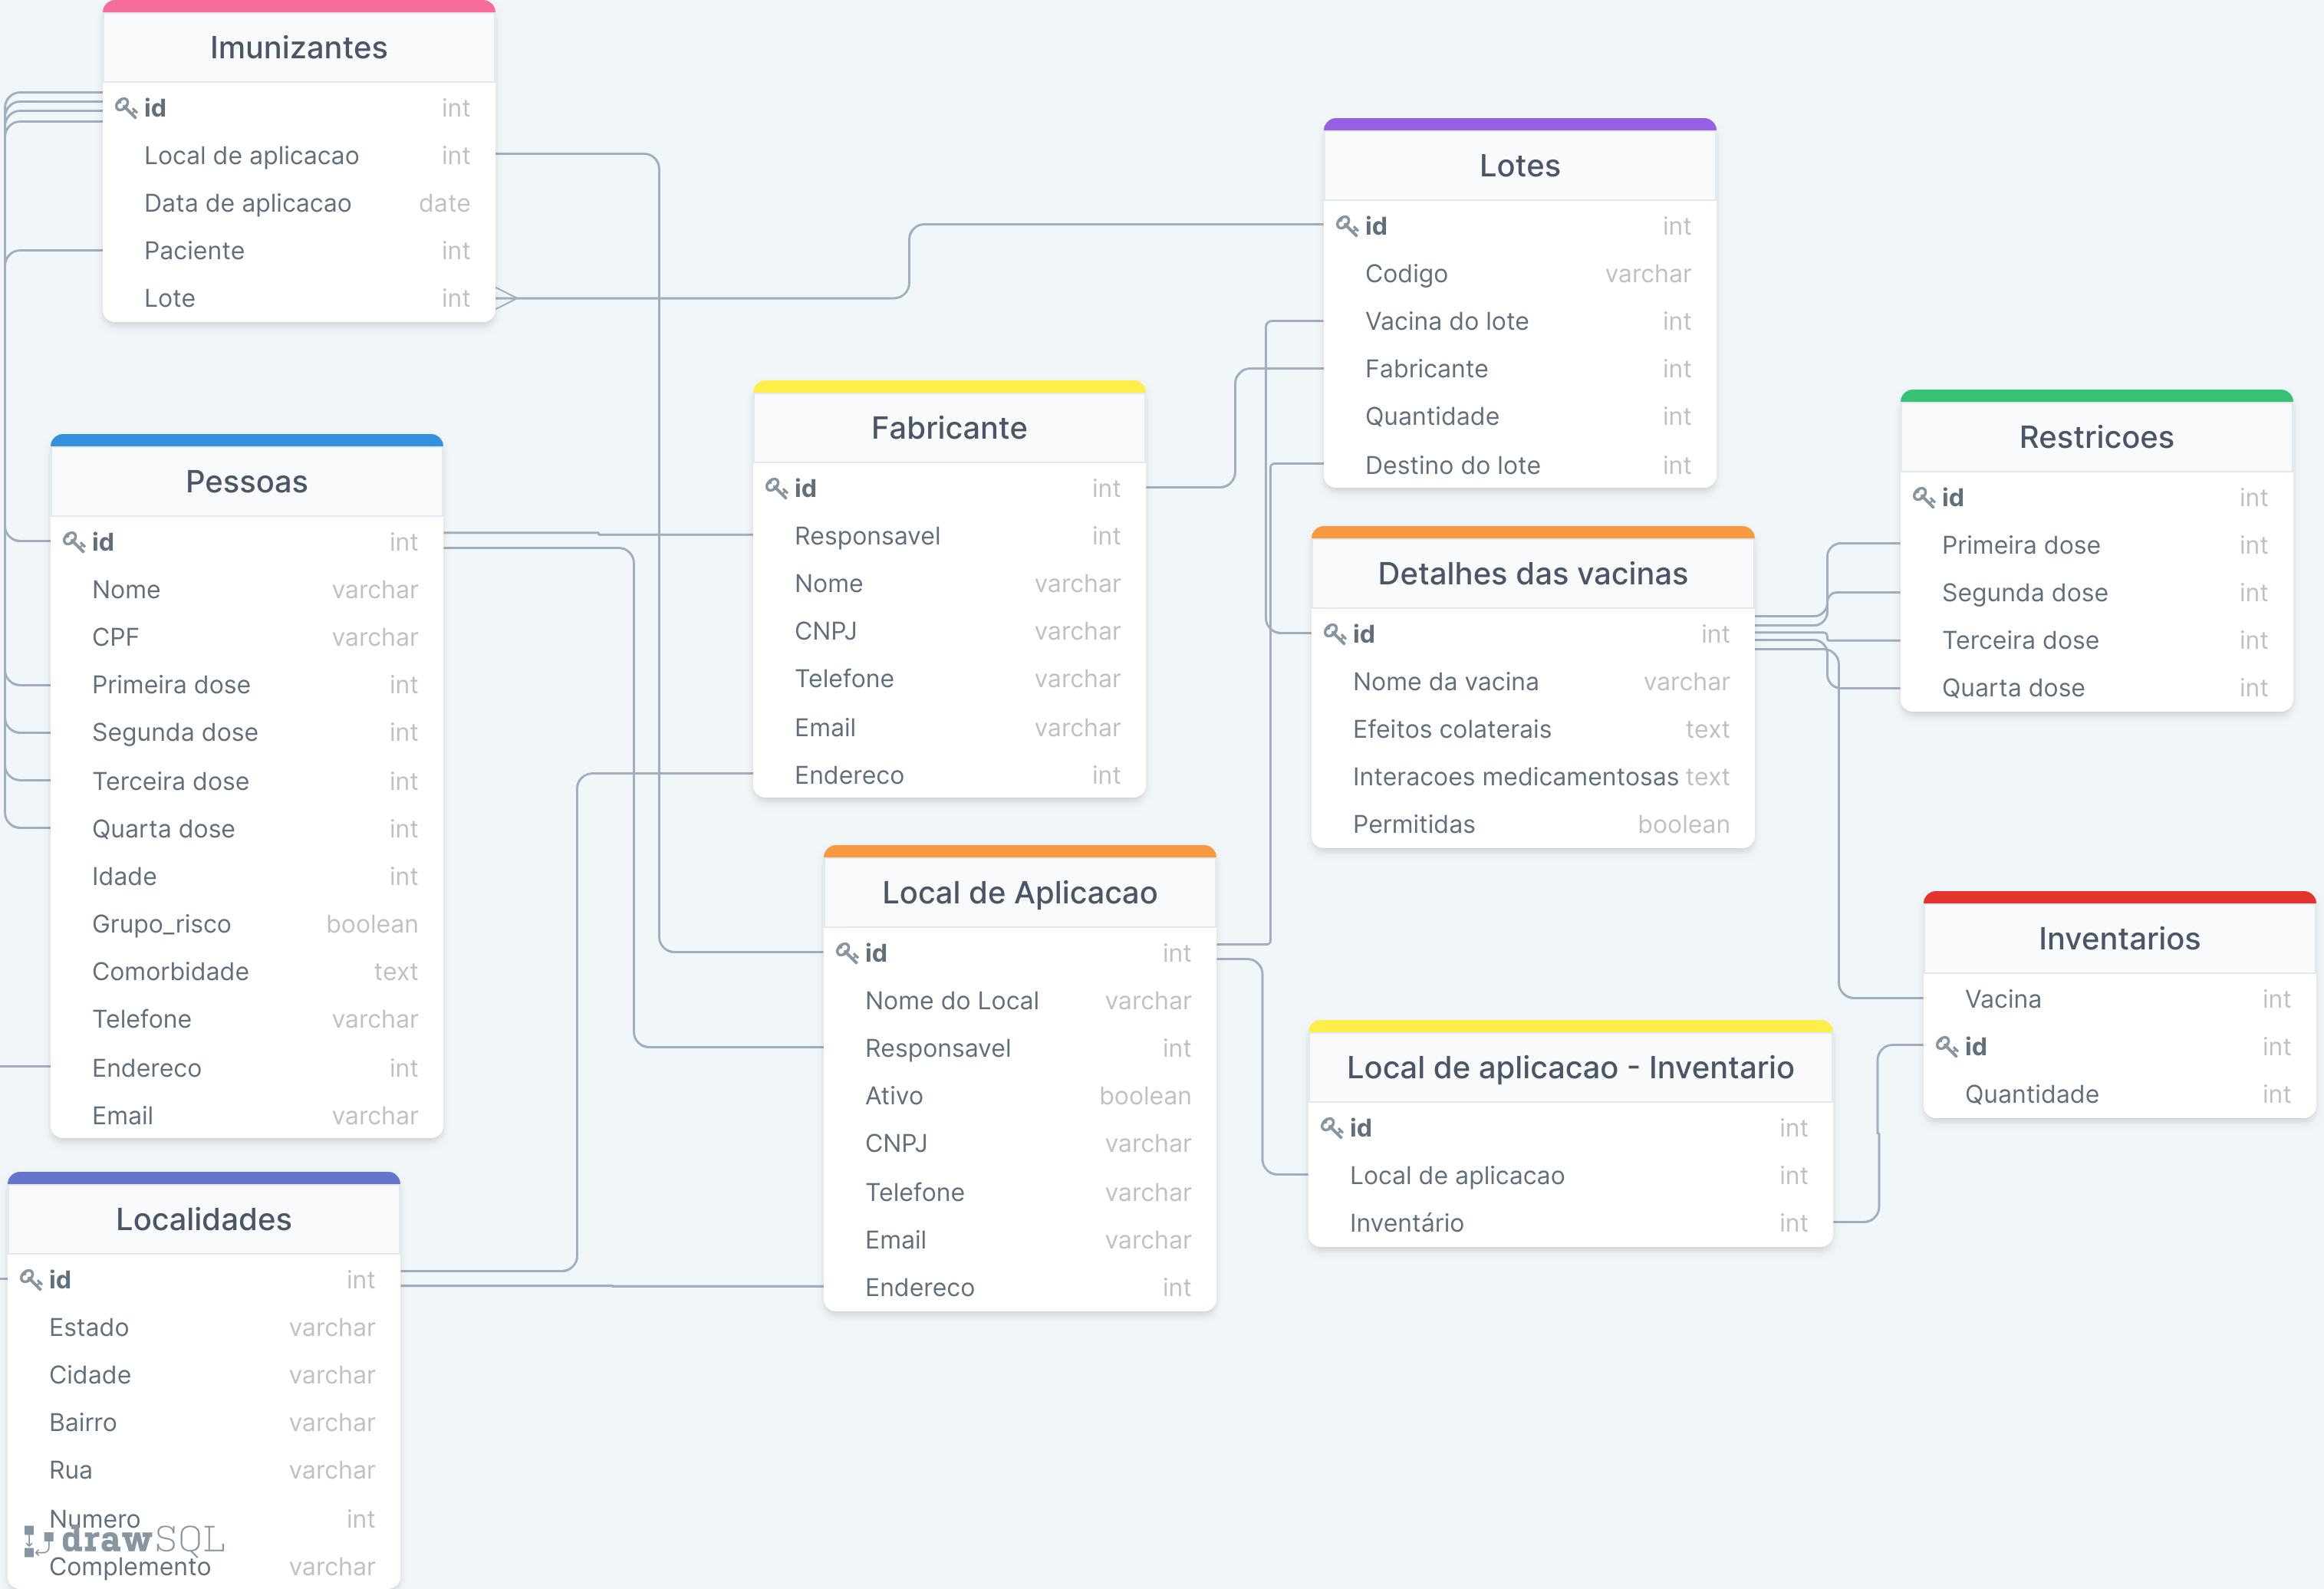 Imunizantes
id int
Local de aplicacao int
Data de aplicacao date
Paciente int
Lote int
Lotes
id int
Codigo varchar
Vacina do lote int
Fabricante int
Quantidade int
Destino do lote int
Fabricante
id int
Responsavel int
Nome varchar
CNPJ varchar
Telefone varchar
Email varchar
Endereco int
Restricoes
id int
Primeira dose int
Segunda dose int
Terceira dose int
Quarta dose int
Pessoas
id int
Nome varchar
CPF varchar
Primeira dose int
Segunda dose int
Terceira dose int
Quarta dose int
Idade int
Grupo_risco boolean
Comorbidade text
Telefone varchar
Endereco int
Email varchar
Detalhes das vacinas
id int
Nome da vacina varchar
Efeitos colaterais text
Interacoes medicamentosas text
Permitidas boolean
Local de Aplicacao
id int
Nome do Local varchar
Responsavel int
Ativo boolean
CNPJ varchar
Telefone varchar
Email varchar
Endereco int
Inventarios
Vacina int
id int
Quantidade int
Local de aplicacao - Inventario
id int
Local de aplicacao int
Inventário int
Localidades
id int
Estado varchar
Cidade varchar
Bairro varchar
Rua varchar
Numero int
drawSQL
Complemento varchar